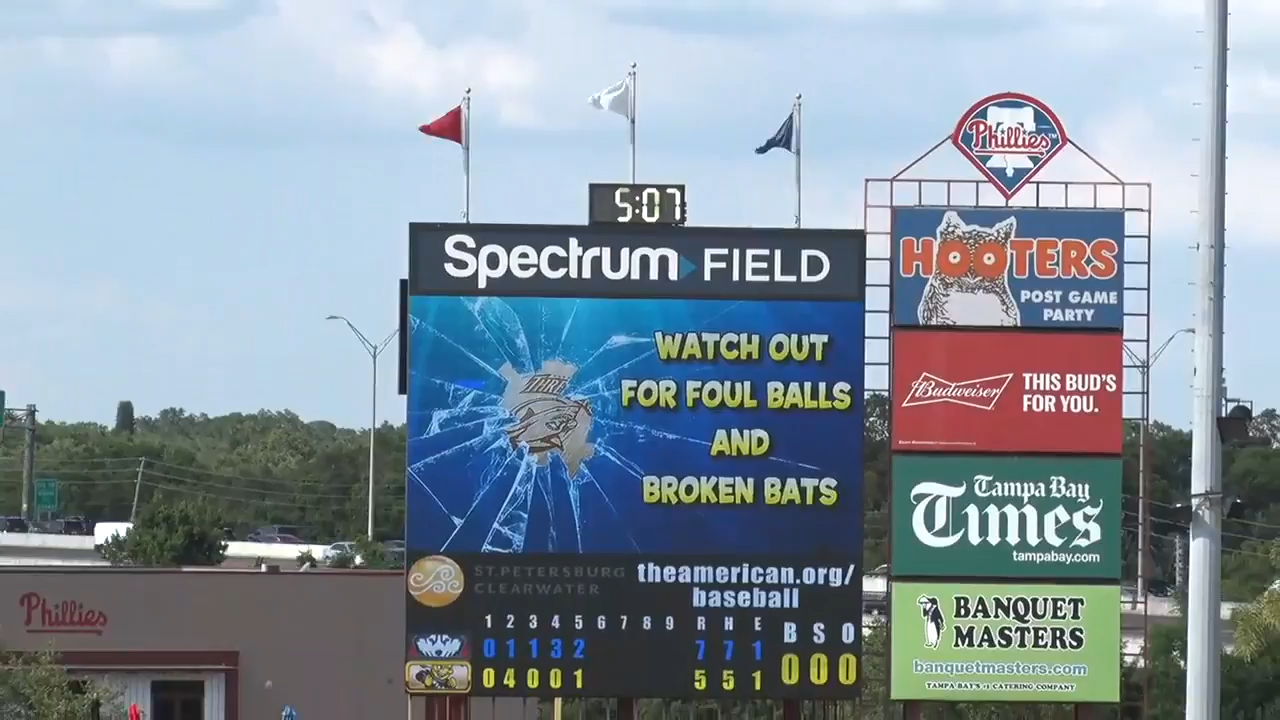 5:07
Spectrum FIELD
WATCH OUT
FOR FOUL BALLS
AND
BROKEN BATS
ST.PETERSBURG
CLEARWATER
theamerican.org/
baseball
1 2 3 4 5 6 7 8 9 R H E B S O
0 1 1 3 2 7 7 1
0 4 0 0 1 5 5 1 0 0 0
Phillies
HOOTERS
POST GAME
PARTY
Budweiser
THIS BUD'S
FOR YOU.
Tampa Bay
Times
tampabay.com
BANQUET
MASTERS
banquetmasters.com
TAMPA BAY'S #1 CATERING COMPANY
Phillies